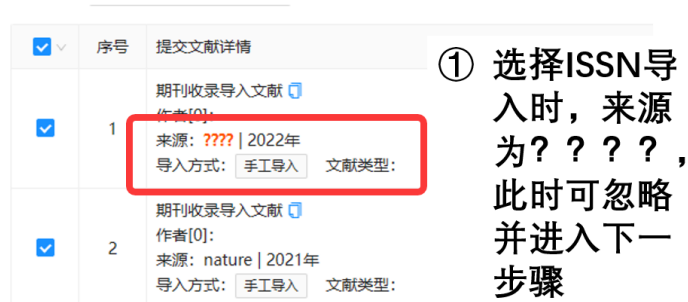 序号 提交文献详情
期刊收录导入文献
作者[0]:
1 来源：???? | 2022年
导入方式： 手工导入 文献类型：
期刊收录导入文献
作者[0]:
2 来源：nature | 2021年
导入方式： 手工导入 文献类型：
① 选择ISSN导
入时，来源
为？？？？，
此时可忽略
并进入下一
步骤